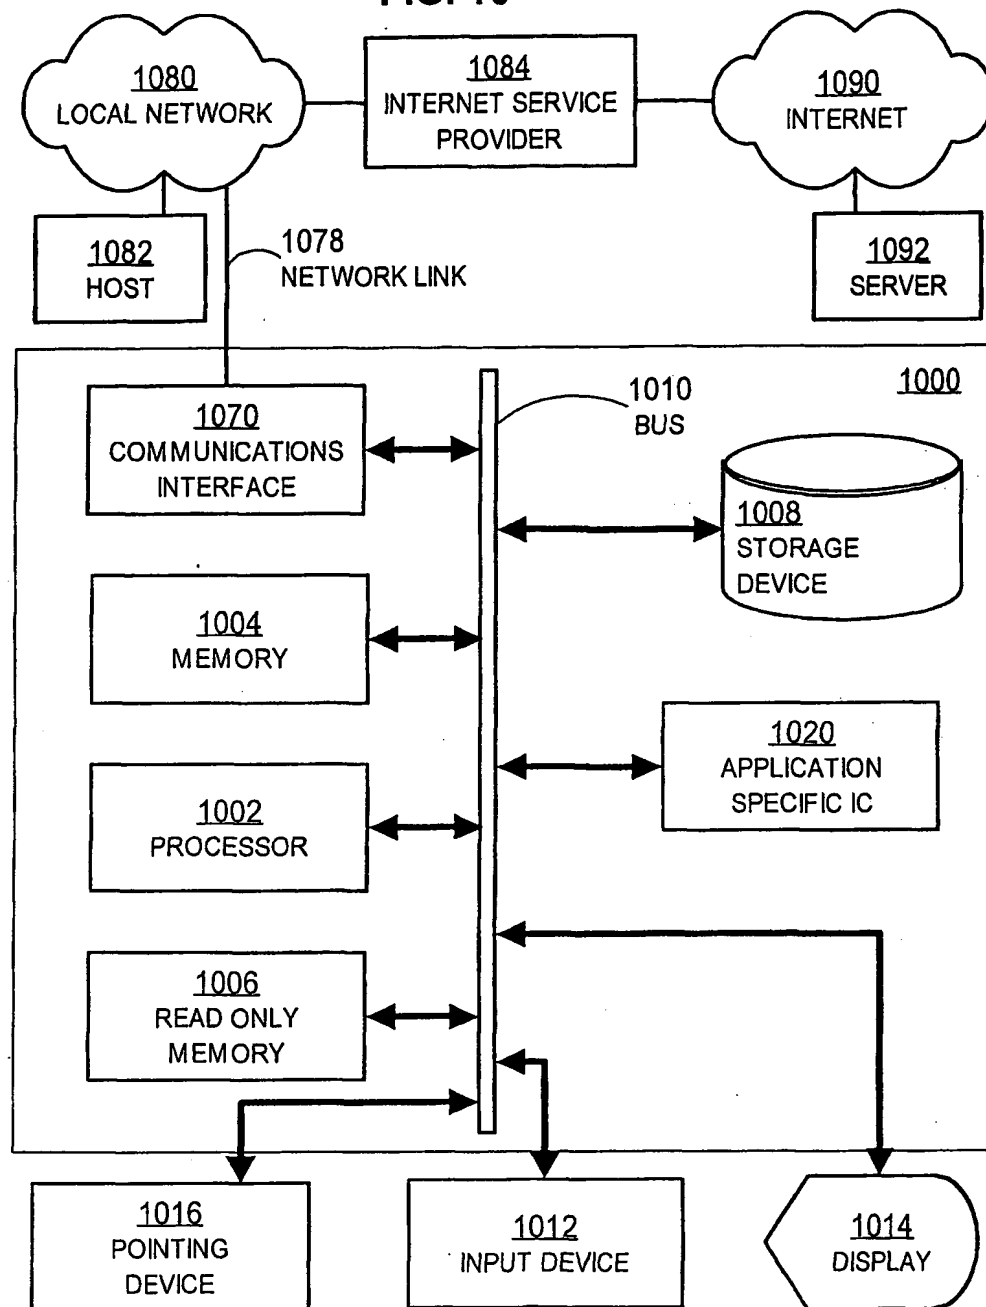 1080
LOCAL NETWORK
1084
INTERNET SERVICE
PROVIDER
1090
INTERNET
1082
HOST
1078
NETWORK LINK
1092
SERVER
1000
1070
COMMUNICATIONS
INTERFACE
1010
BUS
1008
STORAGE
DEVICE
1004
MEMORY
1020
APPLICATION
SPECIFIC IC
1002
PROCESSOR
1006
READ ONLY
MEMORY
1016
POINTING
DEVICE
1012
INPUT DEVICE
1014
DISPLAY